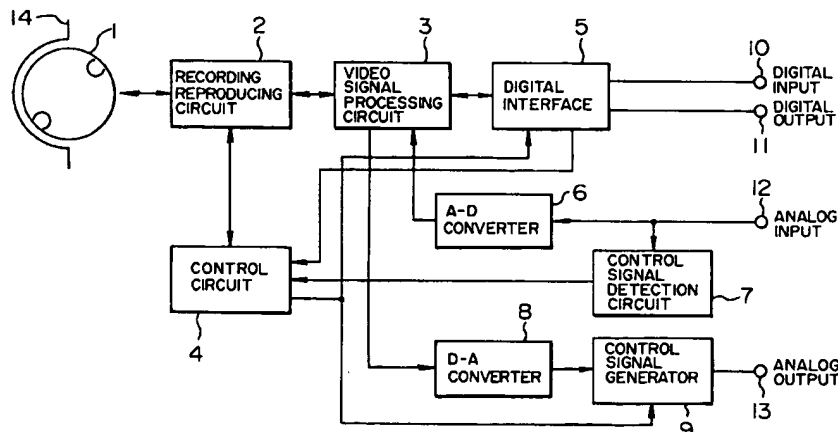 14
1
2
RECORDING
REPRODUCING
CIRCUIT
3
VIDEO
SIGNAL
PROCESSING
CIRCUIT
5
DIGITAL
INTERFACE
10
DIGITAL
INPUT
DIGITAL
OUTPUT
11
6
A-D
CONVERTER
12
ANALOG
INPUT
CONTROL
CIRCUIT
4
CONTROL
SIGNAL
DETECTION
CIRCUIT
7
8
D-A
CONVERTER
CONTROL
SIGNAL
GENERATOR
9
ANALOG
OUTPUT
13